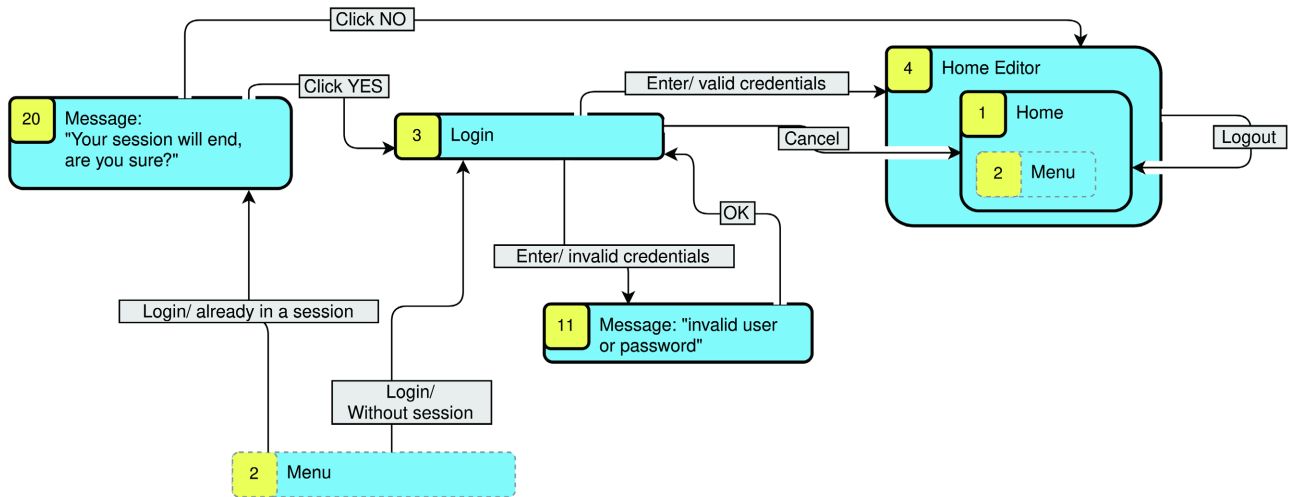 Click NO
Click YES
20
Message:
"Your session will end,
are you sure?"
3
Login
Enter/ valid credentials
Cancel
4
Home Editor
1
Home
2
Menu
Logout
OK
Enter/ invalid credentials
11
Message: "invalid user
or password"
Login/ already in a session
Login/
Without session
2
Menu